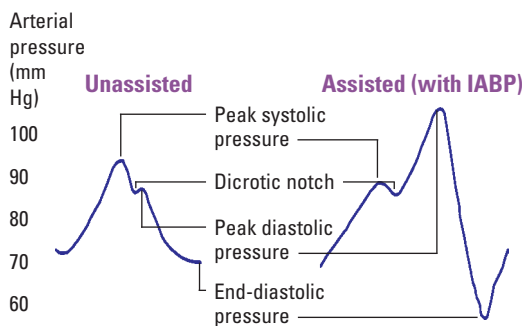 Arterial
pressure
(mm
Hg)
Unassisted
Assisted (with IABP)
100
90
80
70
60
Peak systolic
pressure
Dicrotic notch
Peak diastolic
pressure
End-diastolic
pressure